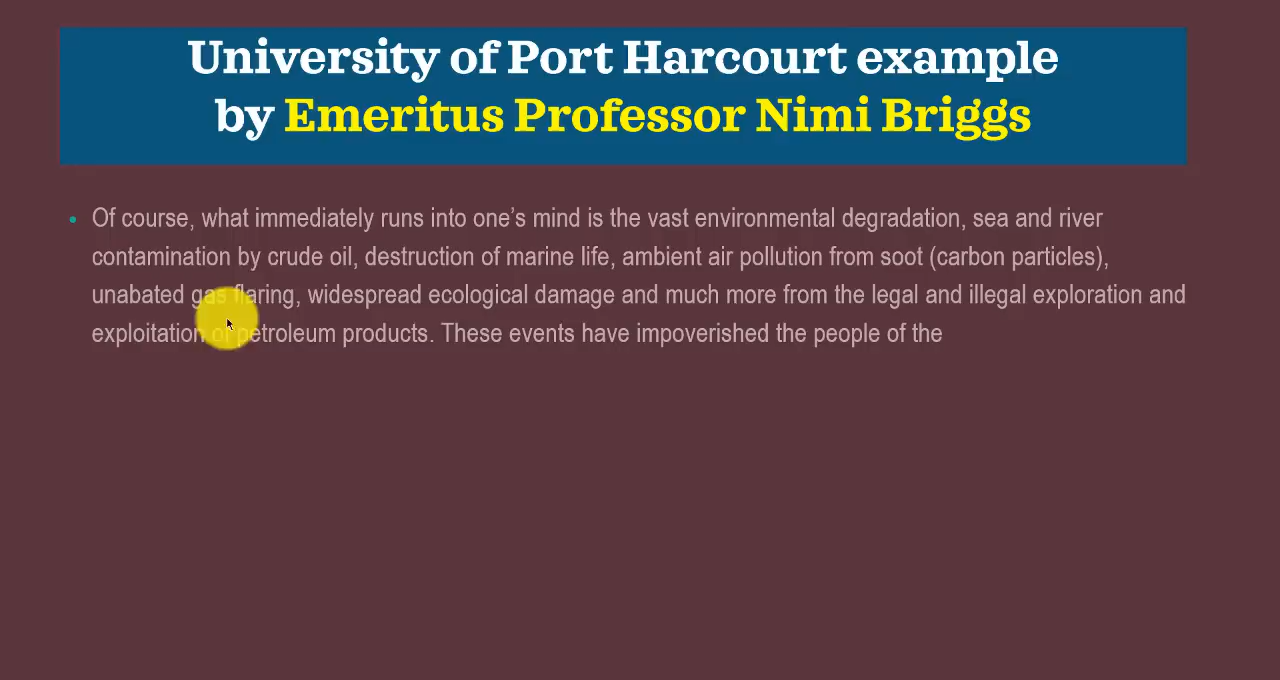 University of Port Harcourt example
by Emeritus Professor Nimi Briggs
• Of course, what immediately runs into one’s mind is the vast environmental degradation, sea and river
contamination by crude oil, destruction of marine life, ambient air pollution from soot (carbon particles),
unabated gas flaring, widespread ecological damage and much more from the legal and illegal exploration and
exploitation of petroleum products. These events have impoverished the people of the